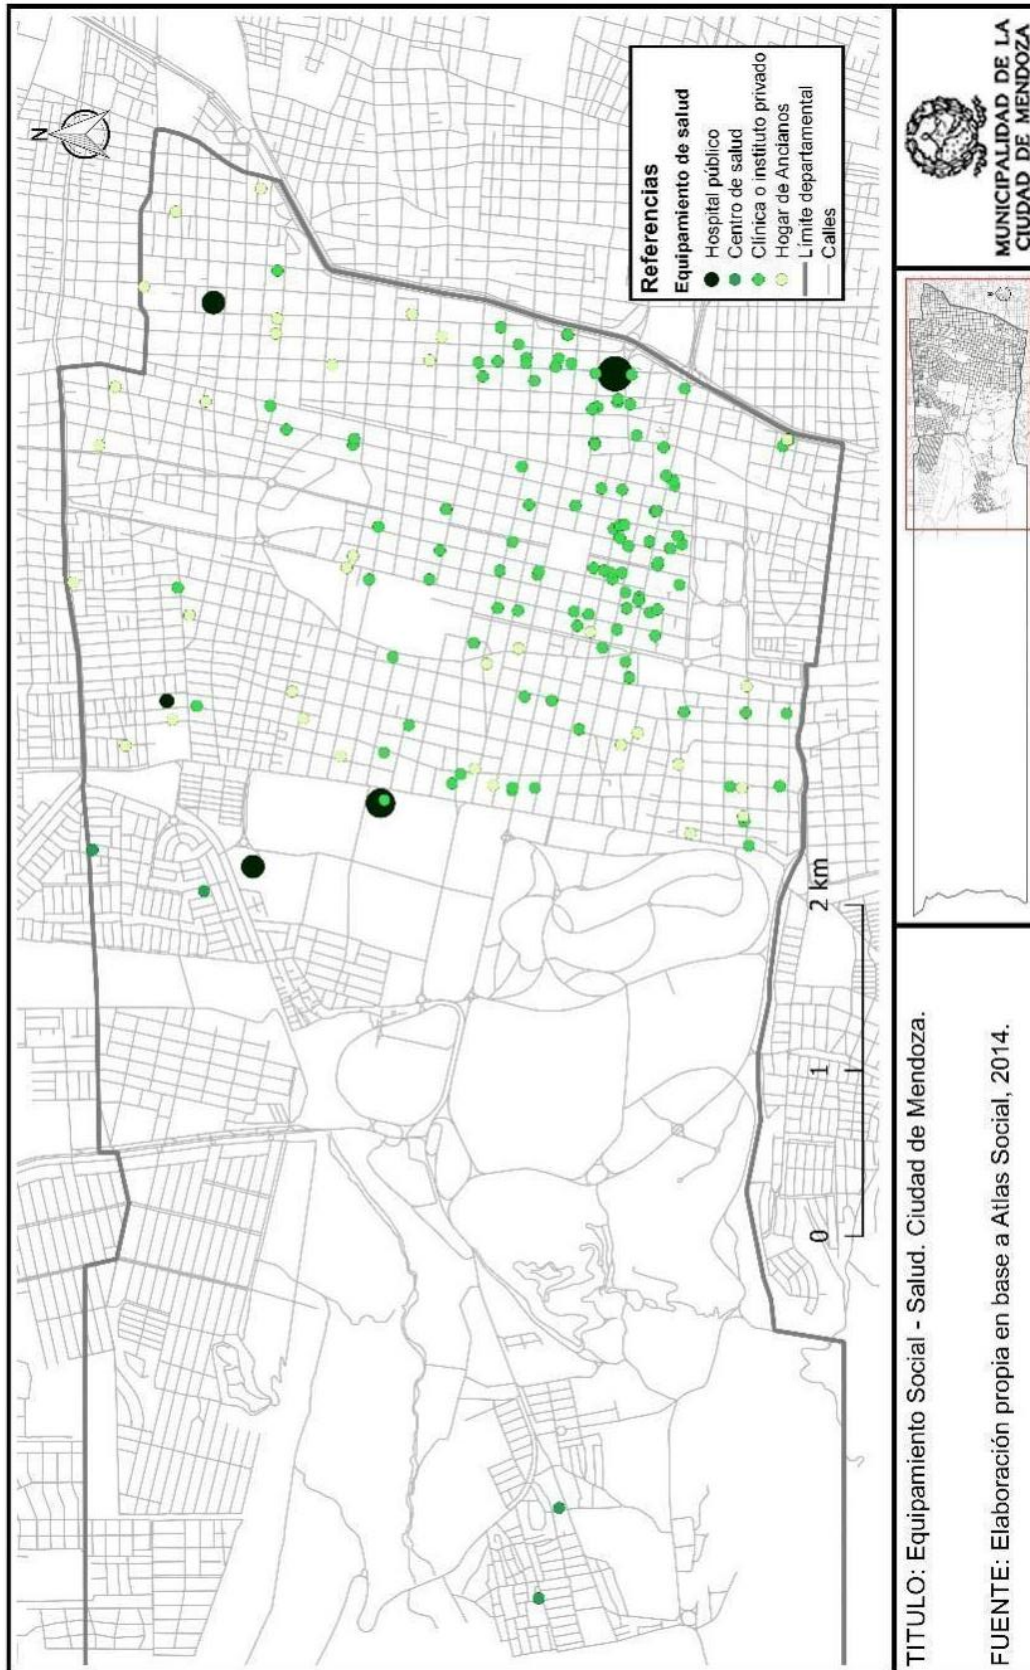 N
Referencias
Equipamiento de salud
Hospital público
Centro de salud
Clínica o instituto privado
Hogar de Ancianos
Límite departamental
Calles
0 1 2 km
TITULO: Equipamiento Social - Salud. Ciudad de Mendoza.
FUENTE: Elaboración propia en base a Atlas Social, 2014.
MUNICIPALIDAD DE LA
CIUDAD DE MENDOZA